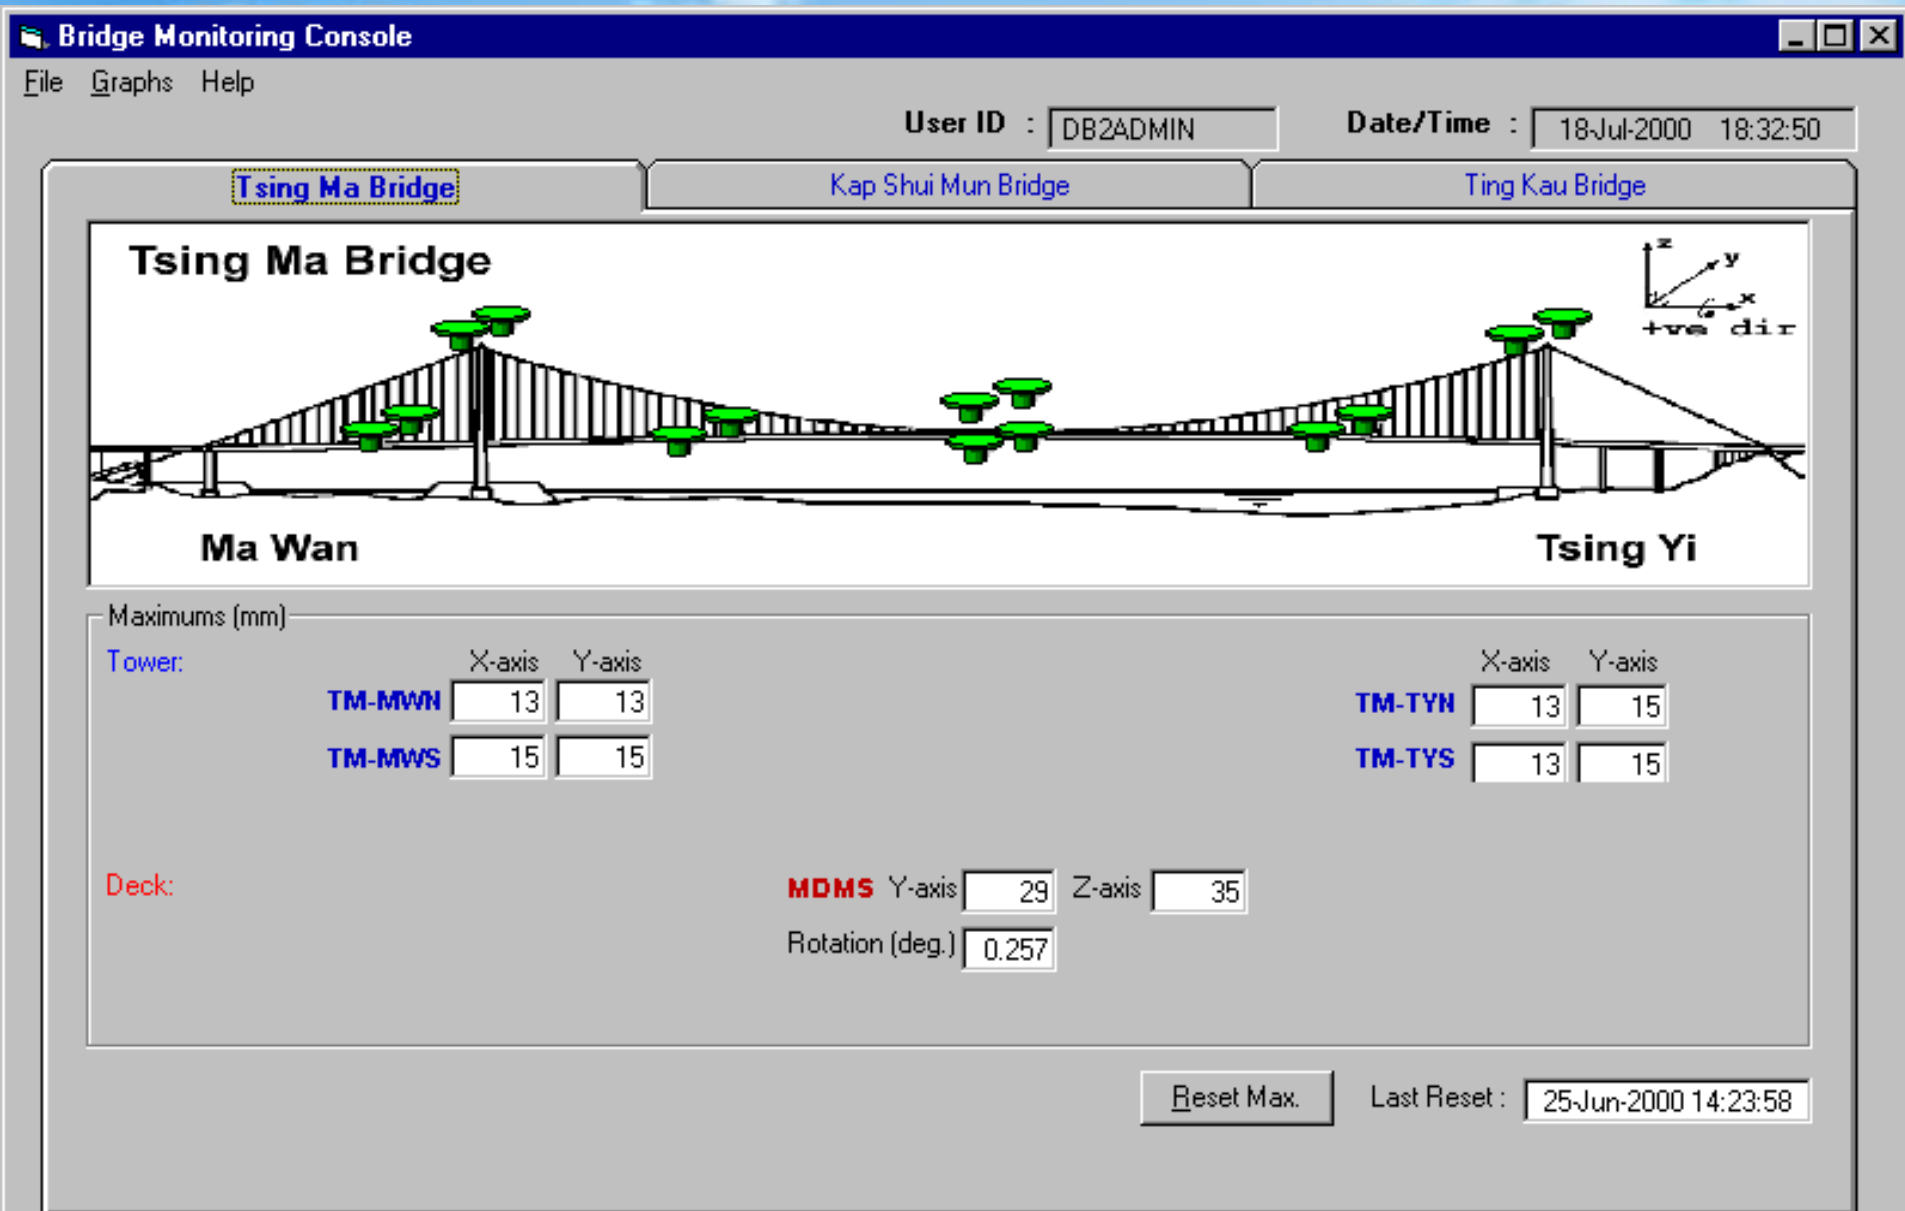 Bridge Monitoring Console
File Graphs Help
User ID : DB2ADMIN Date/Time : 18-Jul-2000 18:32:50
Tsing Ma Bridge Kap Shui Mun Bridge Ting Kau Bridge
Tsing Ma Bridge
z
y
x
+ve dir
Ma Wan Tsing Yi
Maximums (mm)
Tower: X-axis Y-axis X-axis Y-axis
TM-MWN 13 13 TM-TYN 13 15
TM-MWS 15 15 TM-TYS 13 15
Deck: MDMS Y-axis 29 Z-axis 35
Rotation (deg.) 0.257
Reset Max. Last Reset : 25-Jun-2000 14:23:58